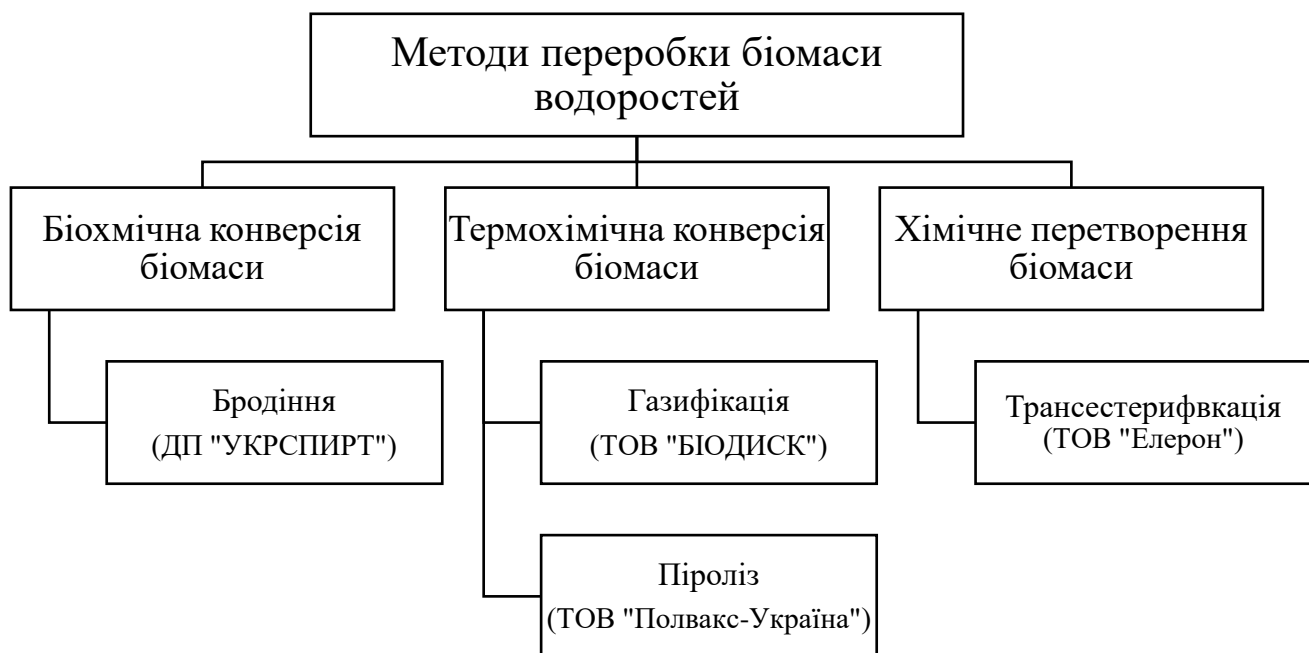 Методи переробки біомаси
водоростей
Біохмічна конверсія
біомаси
Термохімічна конверсія
біомаси
Хімічне перетворення
біомаси
Бродіння
(ДП "УКРСПИРТ")
Газифікація
(ТОВ "БІОДИСК")
Трансестерифвкація
(ТОВ "Елерон")
Піроліз
(ТОВ "Полвакс-Україна")